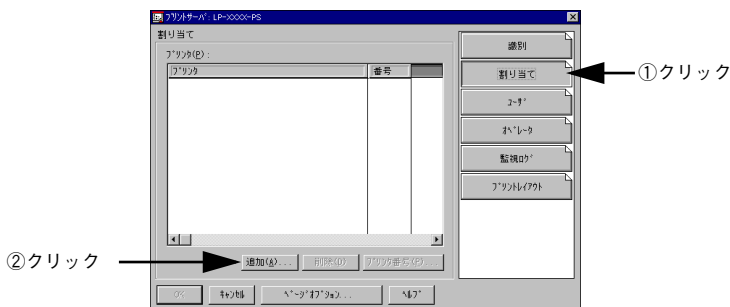 プリントサーバ: LP-XXXX-PS
割り当て
プリンタ(P) :
プリンタ 番号
識別
割り当て
①クリック
ユーザ
オペレータ
監視ログ
プリントレイアウト
②クリック
追加(A)... 削除(D) プリンタ番号(P)...
OK キャンセル ページオプション... ヘルプ